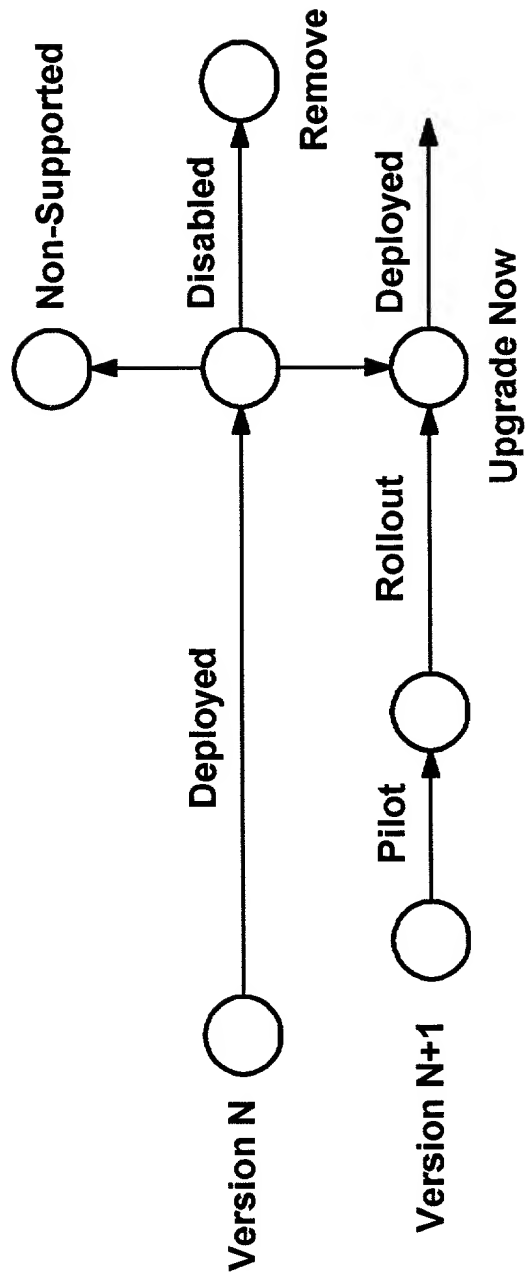 Non-Supported
Deployed
Disabled
Version N
Remove
Pilot
Rollout
Deployed
Version N+1
Upgrade Now